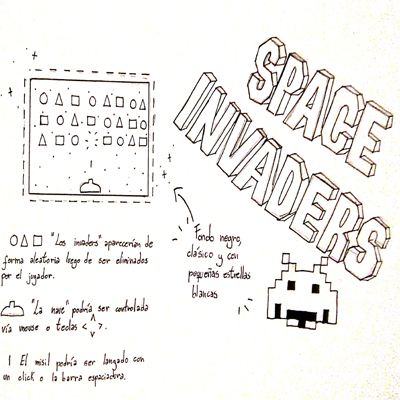 SPACE
INVADERS
Fondo negro,
clásico y con
pequeñas estrellas
blancas
"Los invaders" aparecerían de
forma aleatoria luego de ser eliminados
por el jugador.
"La nave" podría ser controlada
vía mouse o teclas < ^ v >.
| El misil podría ser lanzado con
un click o la barra espaciadora.